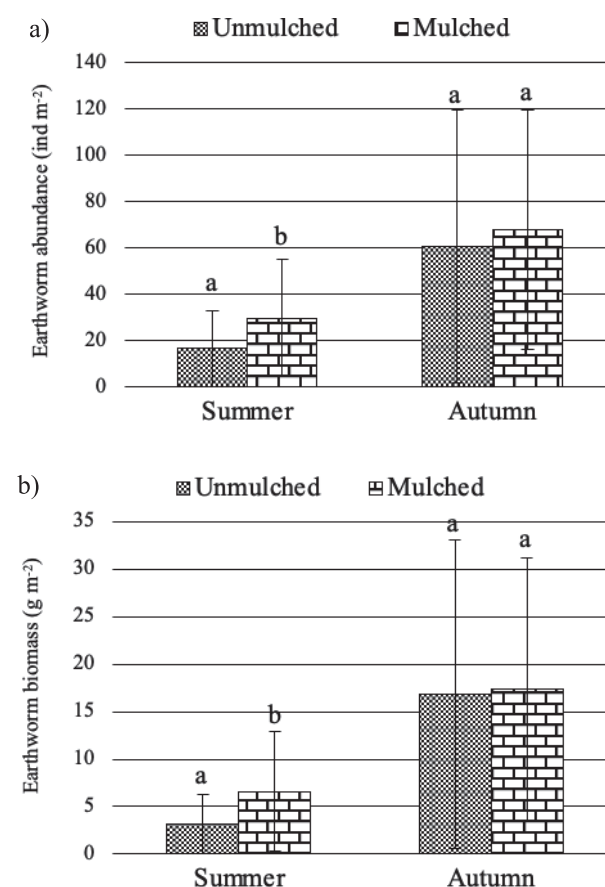 a)
Unmulched Mulched
Earthworm abundance (ind m⁻²)
140
120
100
80
60
40
20
0
a
b
a
a
Summer Autumn
b)
Unmulched Mulched
Earthworm biomass (g m⁻²)
35
30
25
20
15
10
5
0
a
b
a
a
Summer Autumn